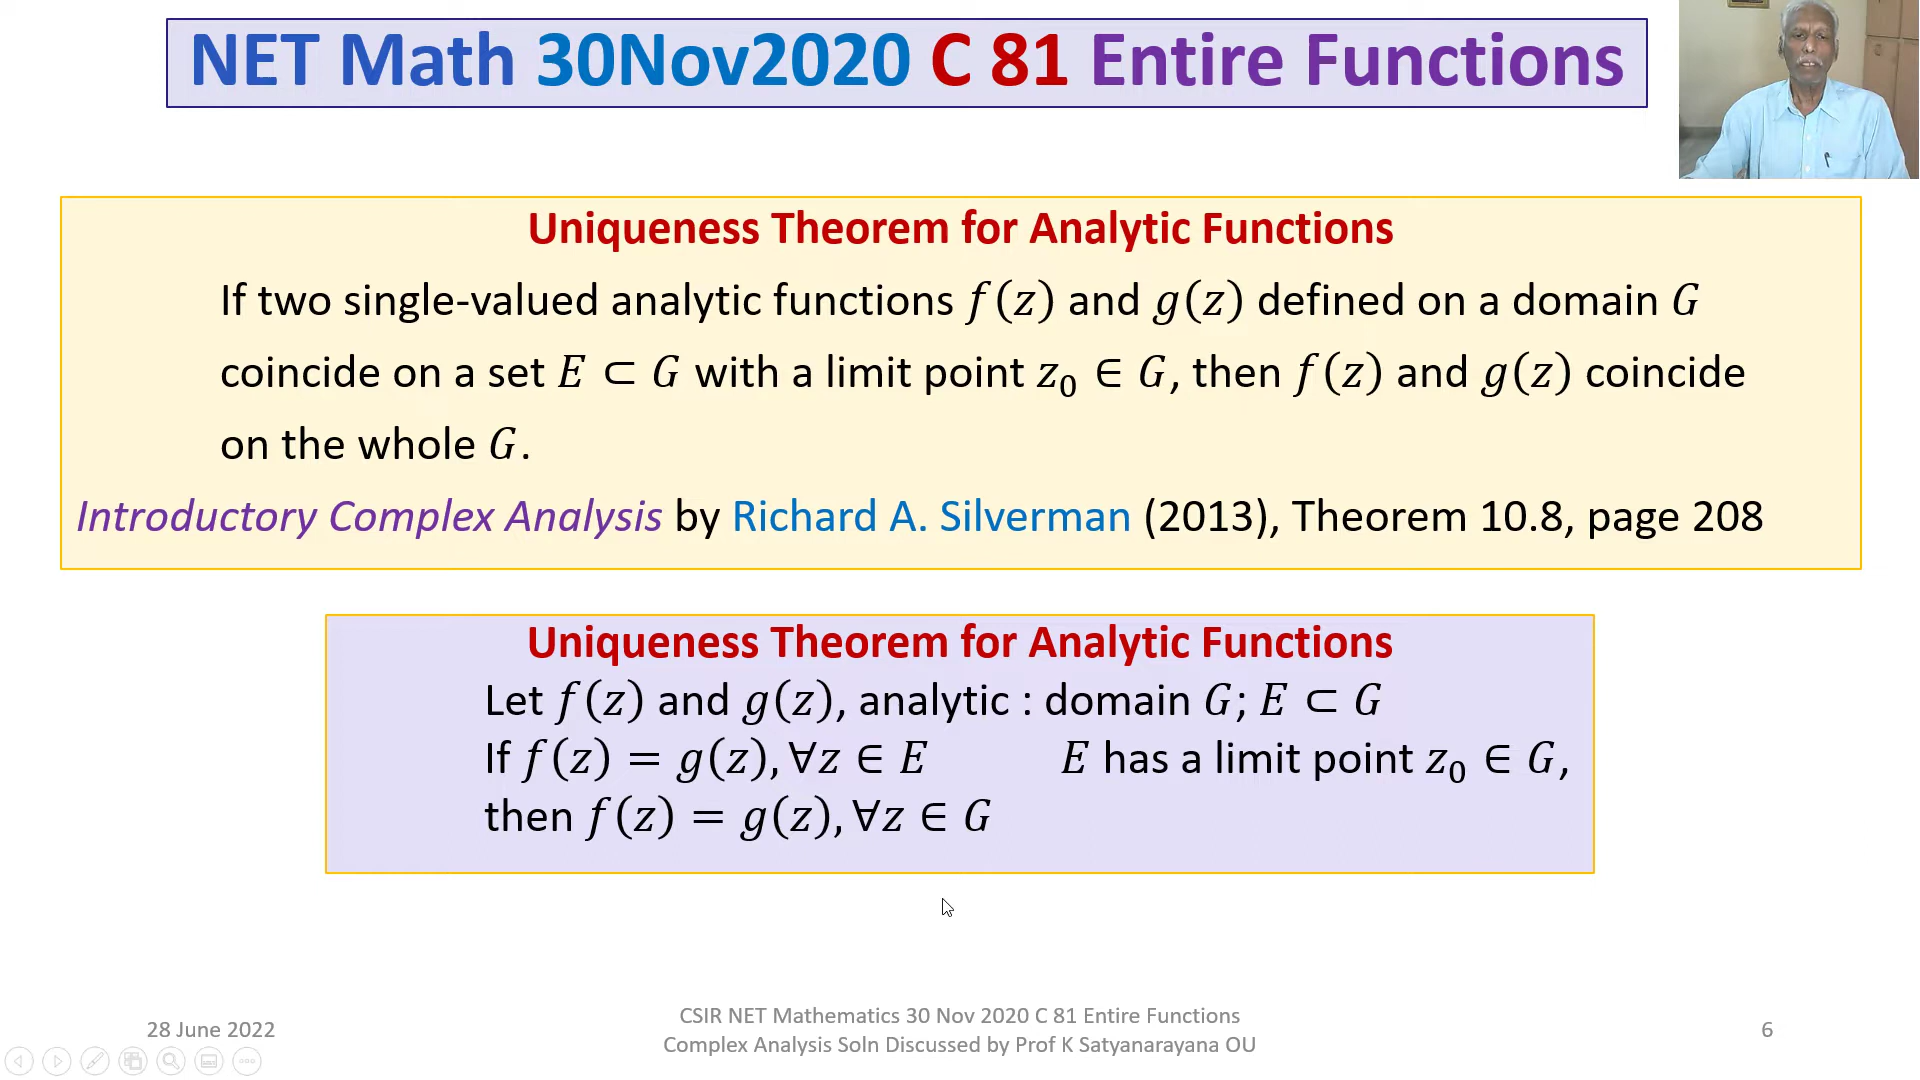 NET Math 30Nov2020 C 81 Entire Functions
Uniqueness Theorem for Analytic Functions
If two single-valued analytic functions f(z) and g(z) defined on a domain G
coincide on a set E ⊂ G with a limit point z₀ ∈ G, then f(z) and g(z) coincide
on the whole G.
Introductory Complex Analysis by Richard A. Silverman (2013), Theorem 10.8, page 208
Uniqueness Theorem for Analytic Functions
Let f(z) and g(z), analytic : domain G; E ⊂ G
If f(z) = g(z), ∀z ∈ E E has a limit point z₀ ∈ G,
then f(z) = g(z), ∀z ∈ G
28 June 2022
CSIR NET Mathematics 30 Nov 2020 C 81 Entire Functions
Complex Analysis Soln Discussed by Prof K Satyanarayana OU
6